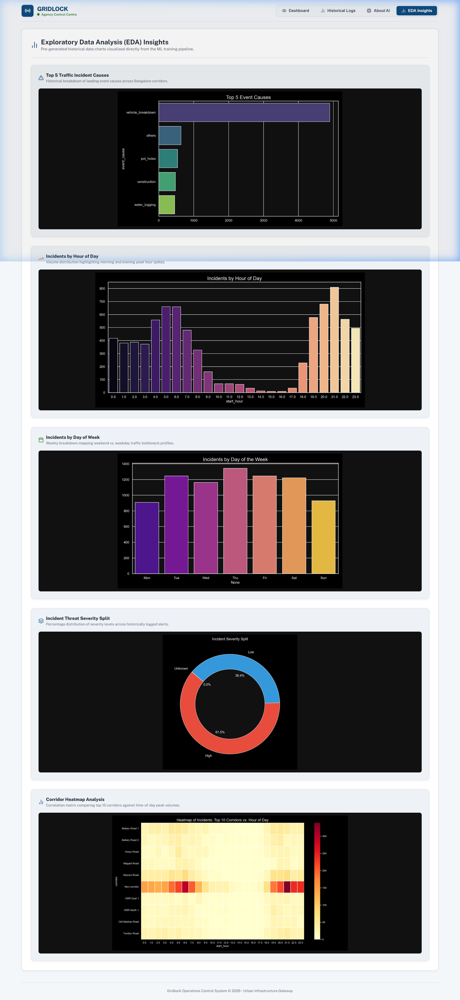 GRIDLOCK
Agency Control Centre
Dashboard
Historical Logs
About AI
EDA Insights
Exploratory Data Analysis (EDA) Insights
Pre-generated historical data charts visualised directly from the ML training pipeline.
Top 5 Traffic Incident Causes
Historical breakdown of leading event causes across Bangalore corridors.
Top 5 Event Causes
event_cause
vehicle_breakdown
others
pot_holes
construction
water_logging
0 1000 2000 3000 4000 5000
Incidents by Hour of Day
Volume distribution highlighting morning and evening peak hour spikes.
Incidents by Hour of Day
800
700
600
500
400
300
200
100
0
0.0 1.0 2.0 3.0 4.0 5.0 6.0 7.0 8.0 9.0 10.0 11.0 12.0 13.0 14.0 15.0 16.0 17.0 18.0 19.0 20.0 21.0 22.0 23.0
start_hour
Incidents by Day of Week
Weekly breakdown mapping weekend vs. weekday traffic bottleneck profiles.
Incidents by Day of the Week
1400
1200
1000
800
600
400
200
0
Mon Tue Wed Thu Fri Sat Sun
None
Incident Threat Severity Split
Percentage distribution of severity levels across historically logged alerts.
Incident Severity Split
Low
Unknown
38.4%
0.0%
61.5%
High
Corridor Heatmap Analysis
Correlation matrix comparing top 10 corridors against time-of-day peak volumes.
Heatmap of Incidents: Top 10 Corridors vs. Hour of Day
corridor
Bellary Road 1
Bellary Road 2
Hosur Road
Magadi Road
Mysore Road
Non-corridor
ORR East 1
ORR North 1
Old Madras Road
Tumkur Road
0.0 1.0 2.0 3.0 4.0 5.0 6.0 7.0 8.0 9.0 10.0 11.0 12.0 13.0 14.0 15.0 16.0 17.0 18.0 19.0 20.0 21.0 22.0 23.0
start_hour
300
250
200
150
100
50
0
Gridlock Operations Control System © 2026 • Urban Infrastructure Gateway